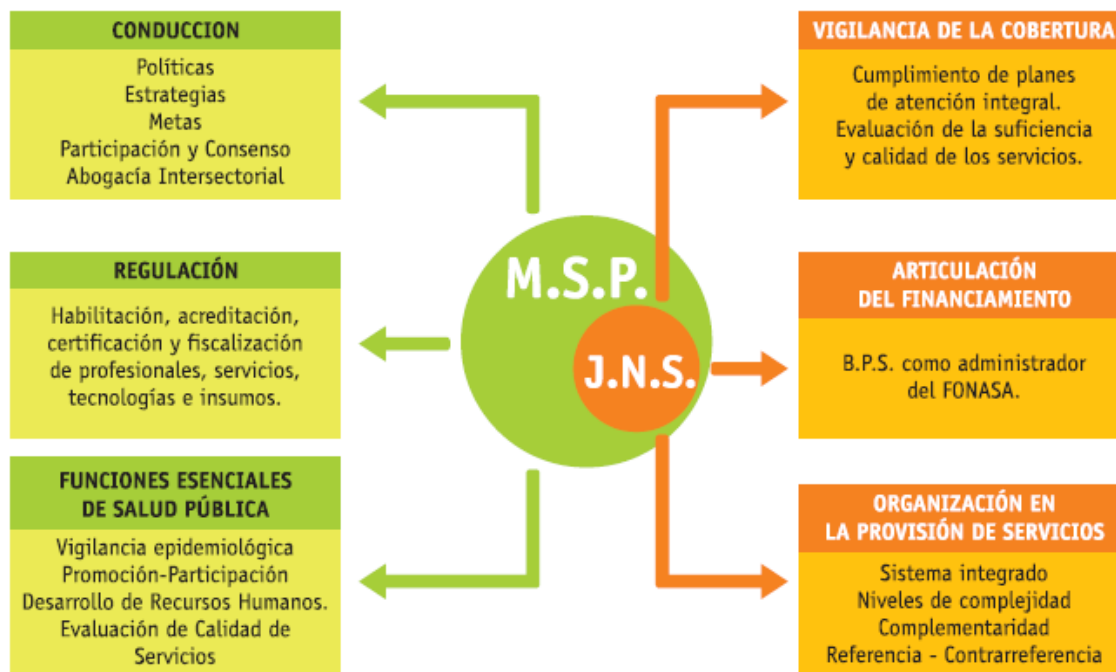 CONDUCCION
Políticas
Estrategias
Metas
Participación y Consenso
Abogacía Intersectorial
REGULACIÓN
Habilitación, acreditación,
certificación y fiscalización
de profesionales, servicios,
tecnologías e insumos.
FUNCIONES ESENCIALES
DE SALUD PÚBLICA
Vigilancia epidemiológica
Promoción-Participación
Desarrollo de Recursos Humanos.
Evaluación de Calidad de
Servicios
M.S.P.
J.N.S.
VIGILANCIA DE LA COBERTURA
Cumplimiento de planes
de atención integral.
Evaluación de la suficiencia
y calidad de los servicios.
ARTICULACIÓN
DEL FINANCIAMIENTO
B.P.S. como administrador
del FONASA.
ORGANIZACIÓN EN
LA PROVISIÓN DE SERVICIOS
Sistema integrado
Niveles de complejidad
Complementaridad
Referencia - Contrarreferencia